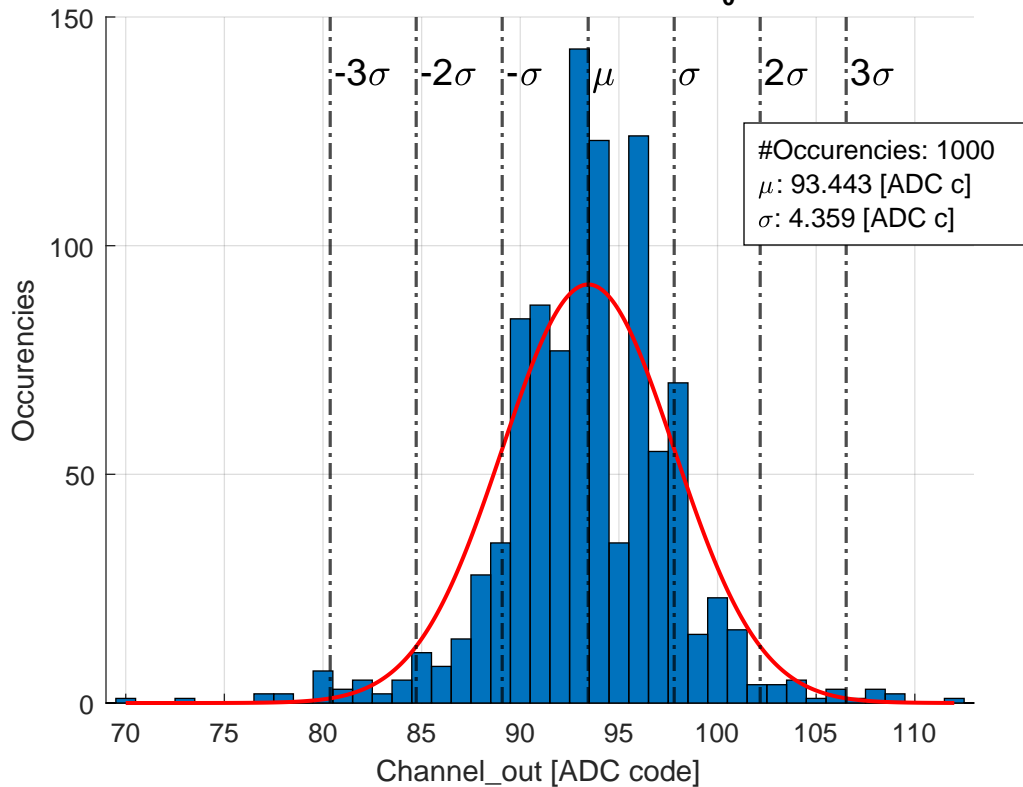 150
100
50
0
-3σ
-2σ
-σ
μ
σ
2σ
3σ
#Occurencies: 1000
μ: 93.443 [ADC c]
σ: 4.359 [ADC c]
Occurencies
70
75
80
85
90
95
100
105
110
Channel_out [ADC code]